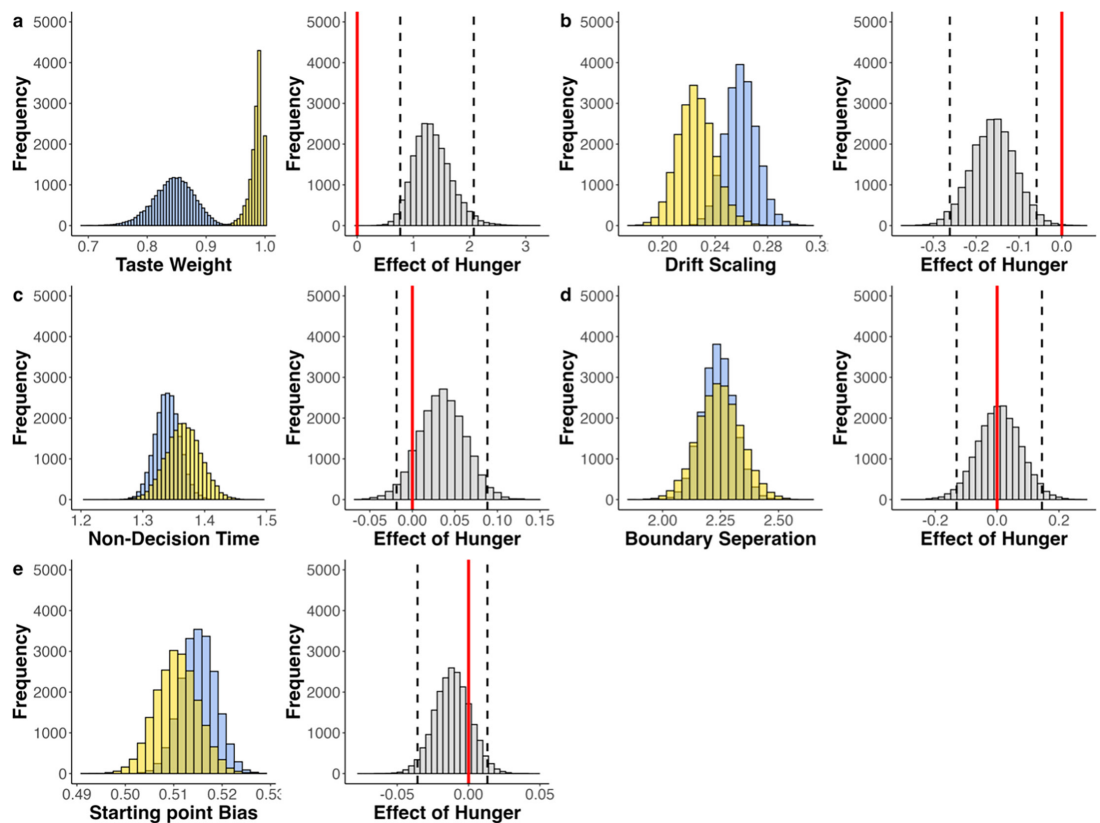 a
5000
4000
3000
2000
1000
0
Frequency
0.7 0.8 0.9 1.0
Taste Weight
5000
4000
3000
2000
1000
0
Frequency
0 1 2 3
Effect of Hunger
b
5000
4000
3000
2000
1000
0
Frequency
0.20 0.24 0.28 0.3
Drift Scaling
5000
4000
3000
2000
1000
0
Frequency
-0.3 -0.2 -0.1 0.0
Effect of Hunger
c
5000
4000
3000
2000
1000
0
Frequency
1.2 1.3 1.4 1.5
Non-Decision Time
5000
4000
3000
2000
1000
0
Frequency
-0.05 0.00 0.05 0.10 0.15
Effect of Hunger
d
5000
4000
3000
2000
1000
0
Frequency
2.00 2.25 2.50
Boundary Seperation
5000
4000
3000
2000
1000
0
Frequency
-0.2 0.0 0.2
Effect of Hunger
e
5000
4000
3000
2000
1000
0
Frequency
0.49 0.50 0.51 0.52
Starting point Bias
5000
4000
3000
2000
1000
0
Frequency
-0.05 0.00 0.05
Effect of Hunger